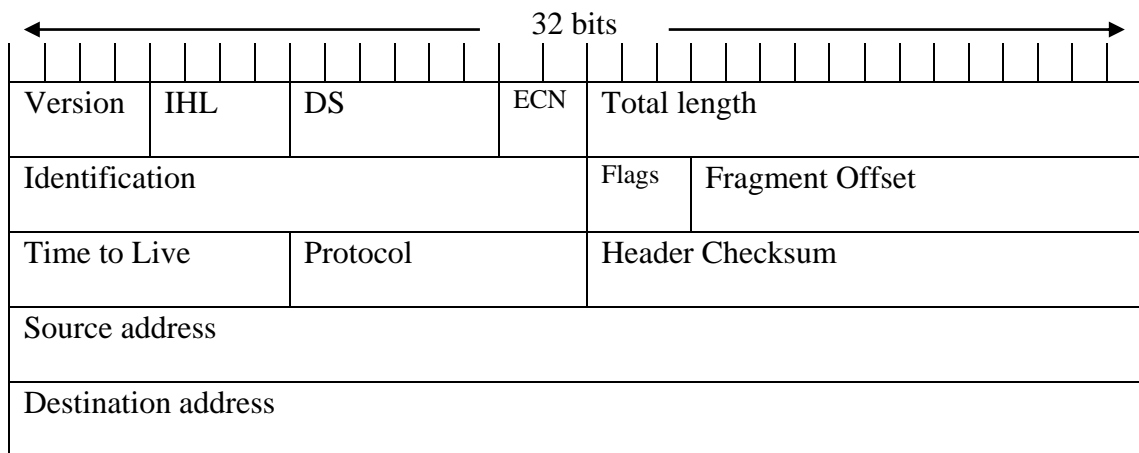 32 bits
Version IHL DS ECN Total length
Identification Flags Fragment Offset
Time to Live Protocol Header Checksum
Source address
Destination address